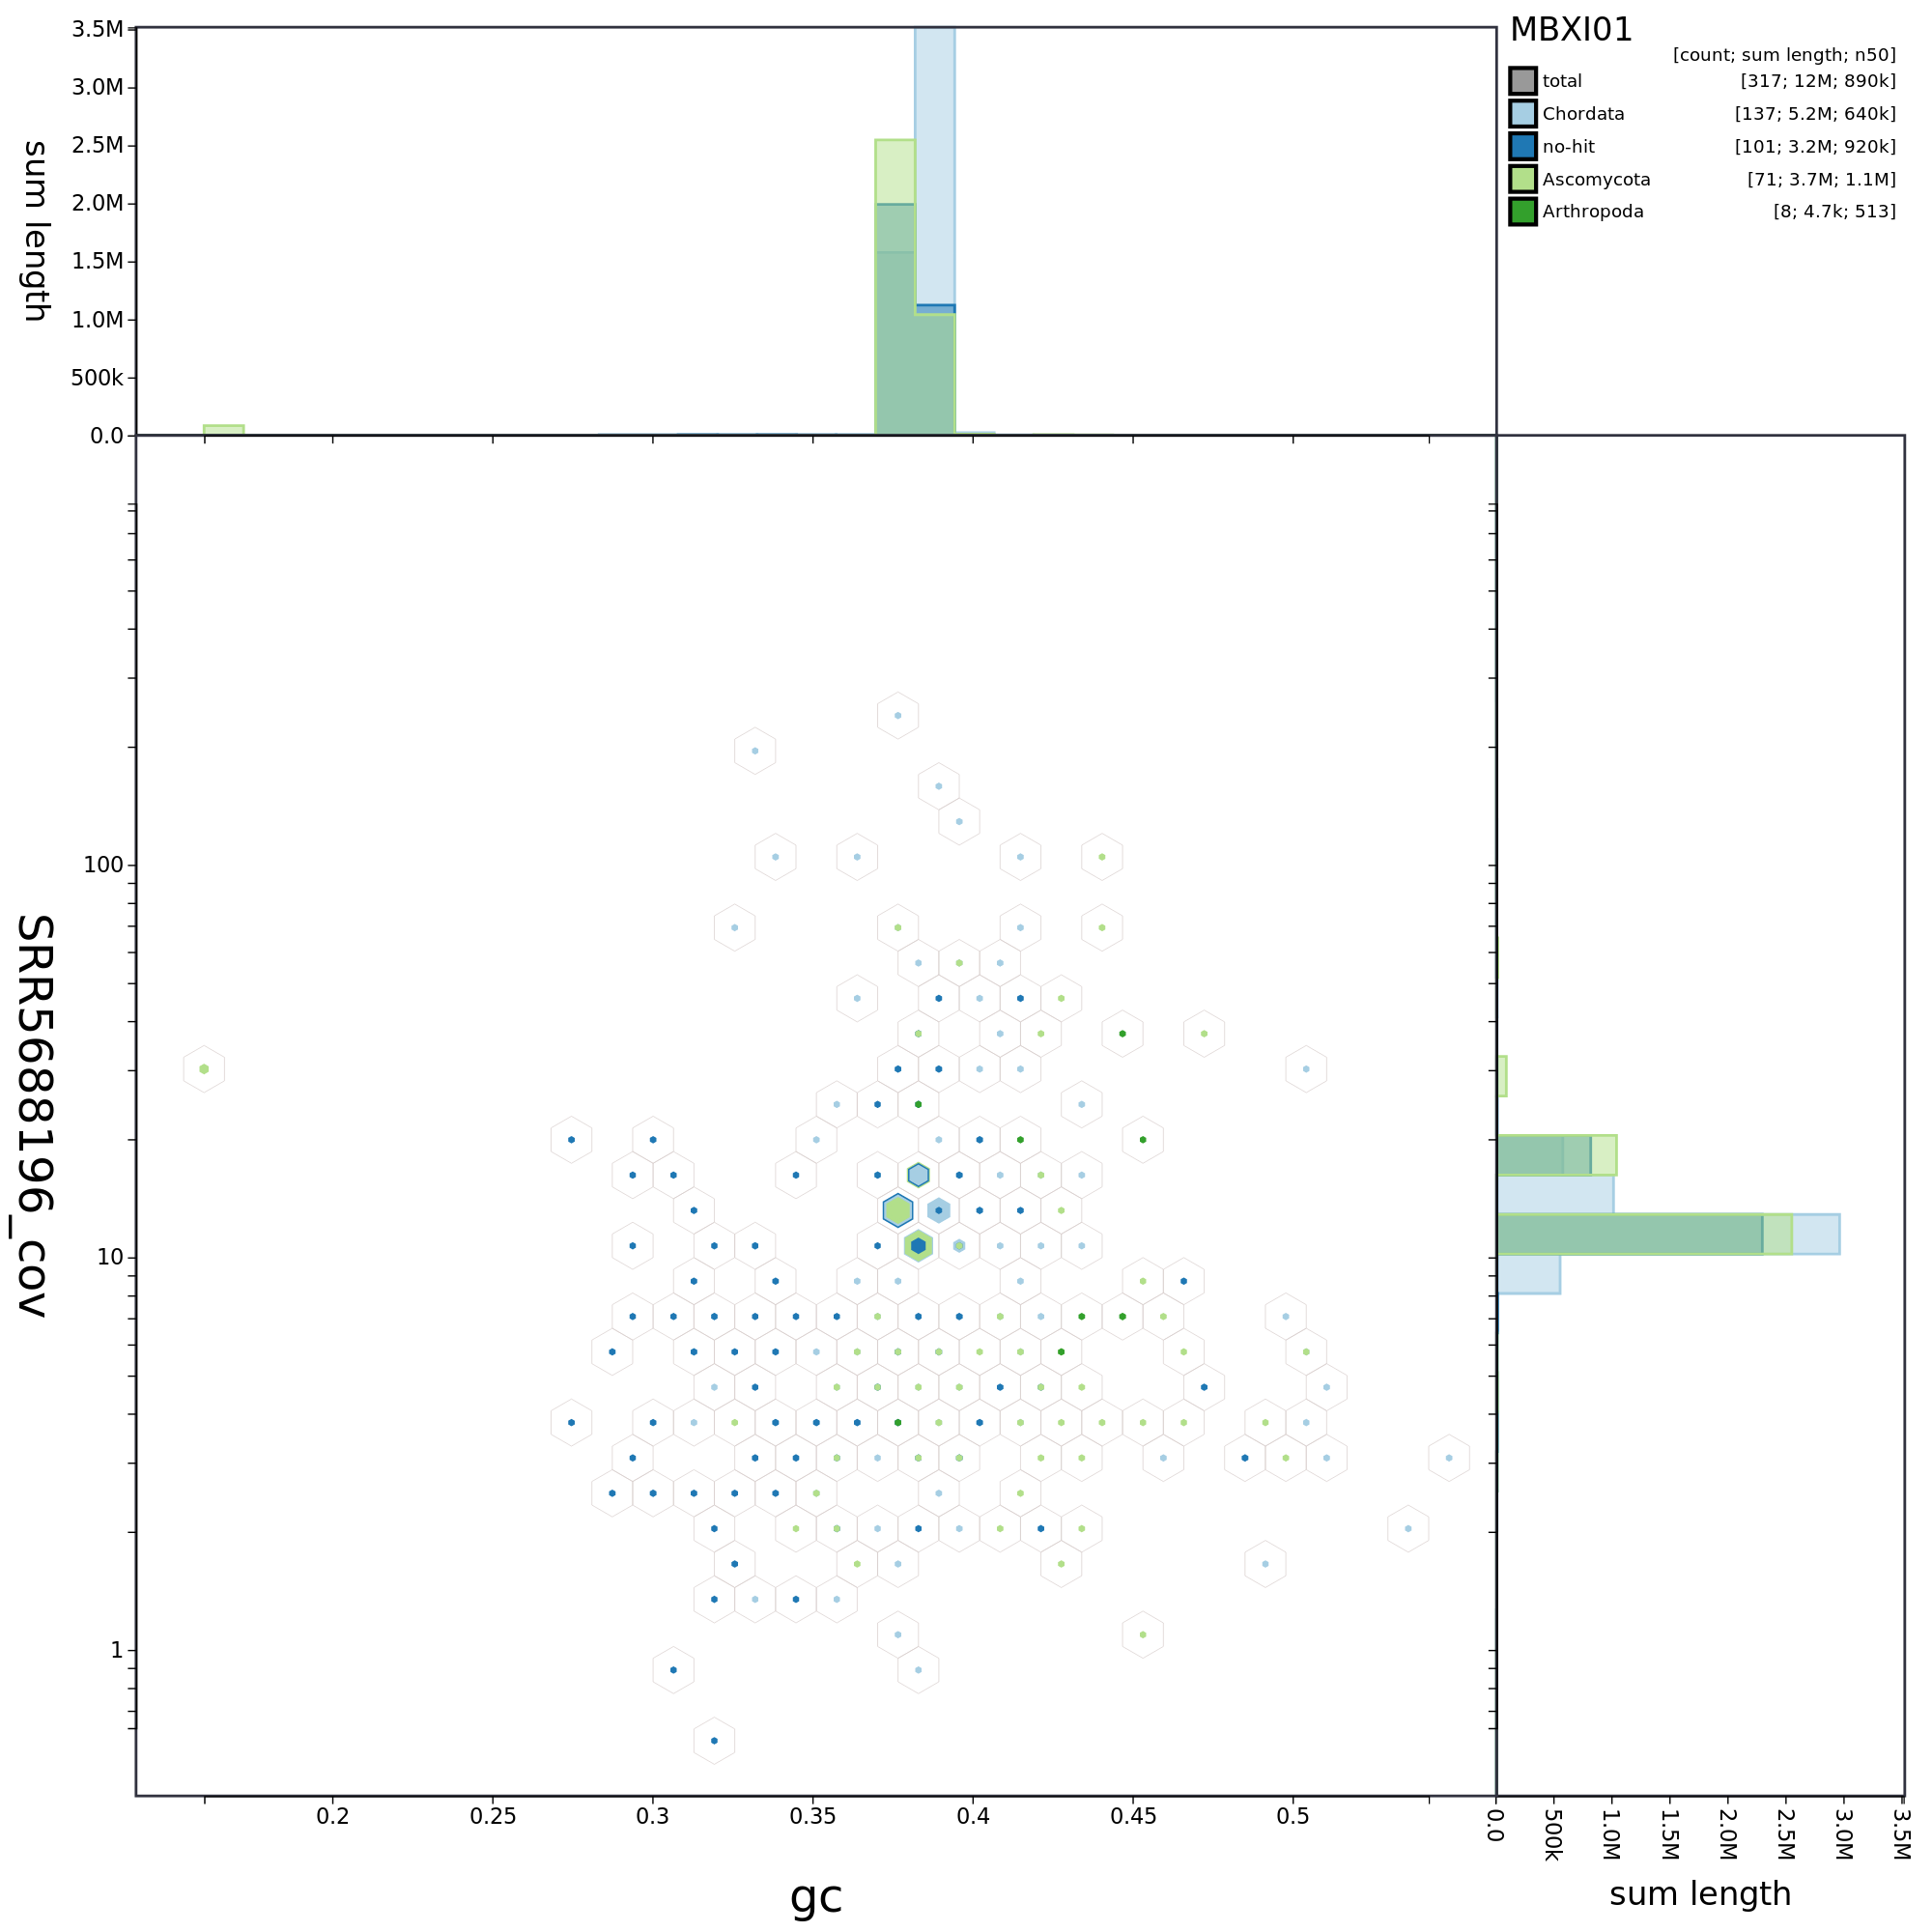 MBXI01
[count; sum length; n50]
total [317; 12M; 890k]
Chordata [137; 5.2M; 640k]
no-hit [101; 3.2M; 920k]
Ascomycota [71; 3.7M; 1.1M]
Arthropoda [8; 4.7k; 513]
sum length
3.5M
3.0M
2.5M
2.0M
1.5M
1.0M
500k
0.0
SRR5688196_cov
100
10
1
0.2 0.25 0.3 0.35 0.4 0.45 0.5
gc
0.0 500k 1.0M 1.5M 2.0M 2.5M 3.0M 3.5M
sum length